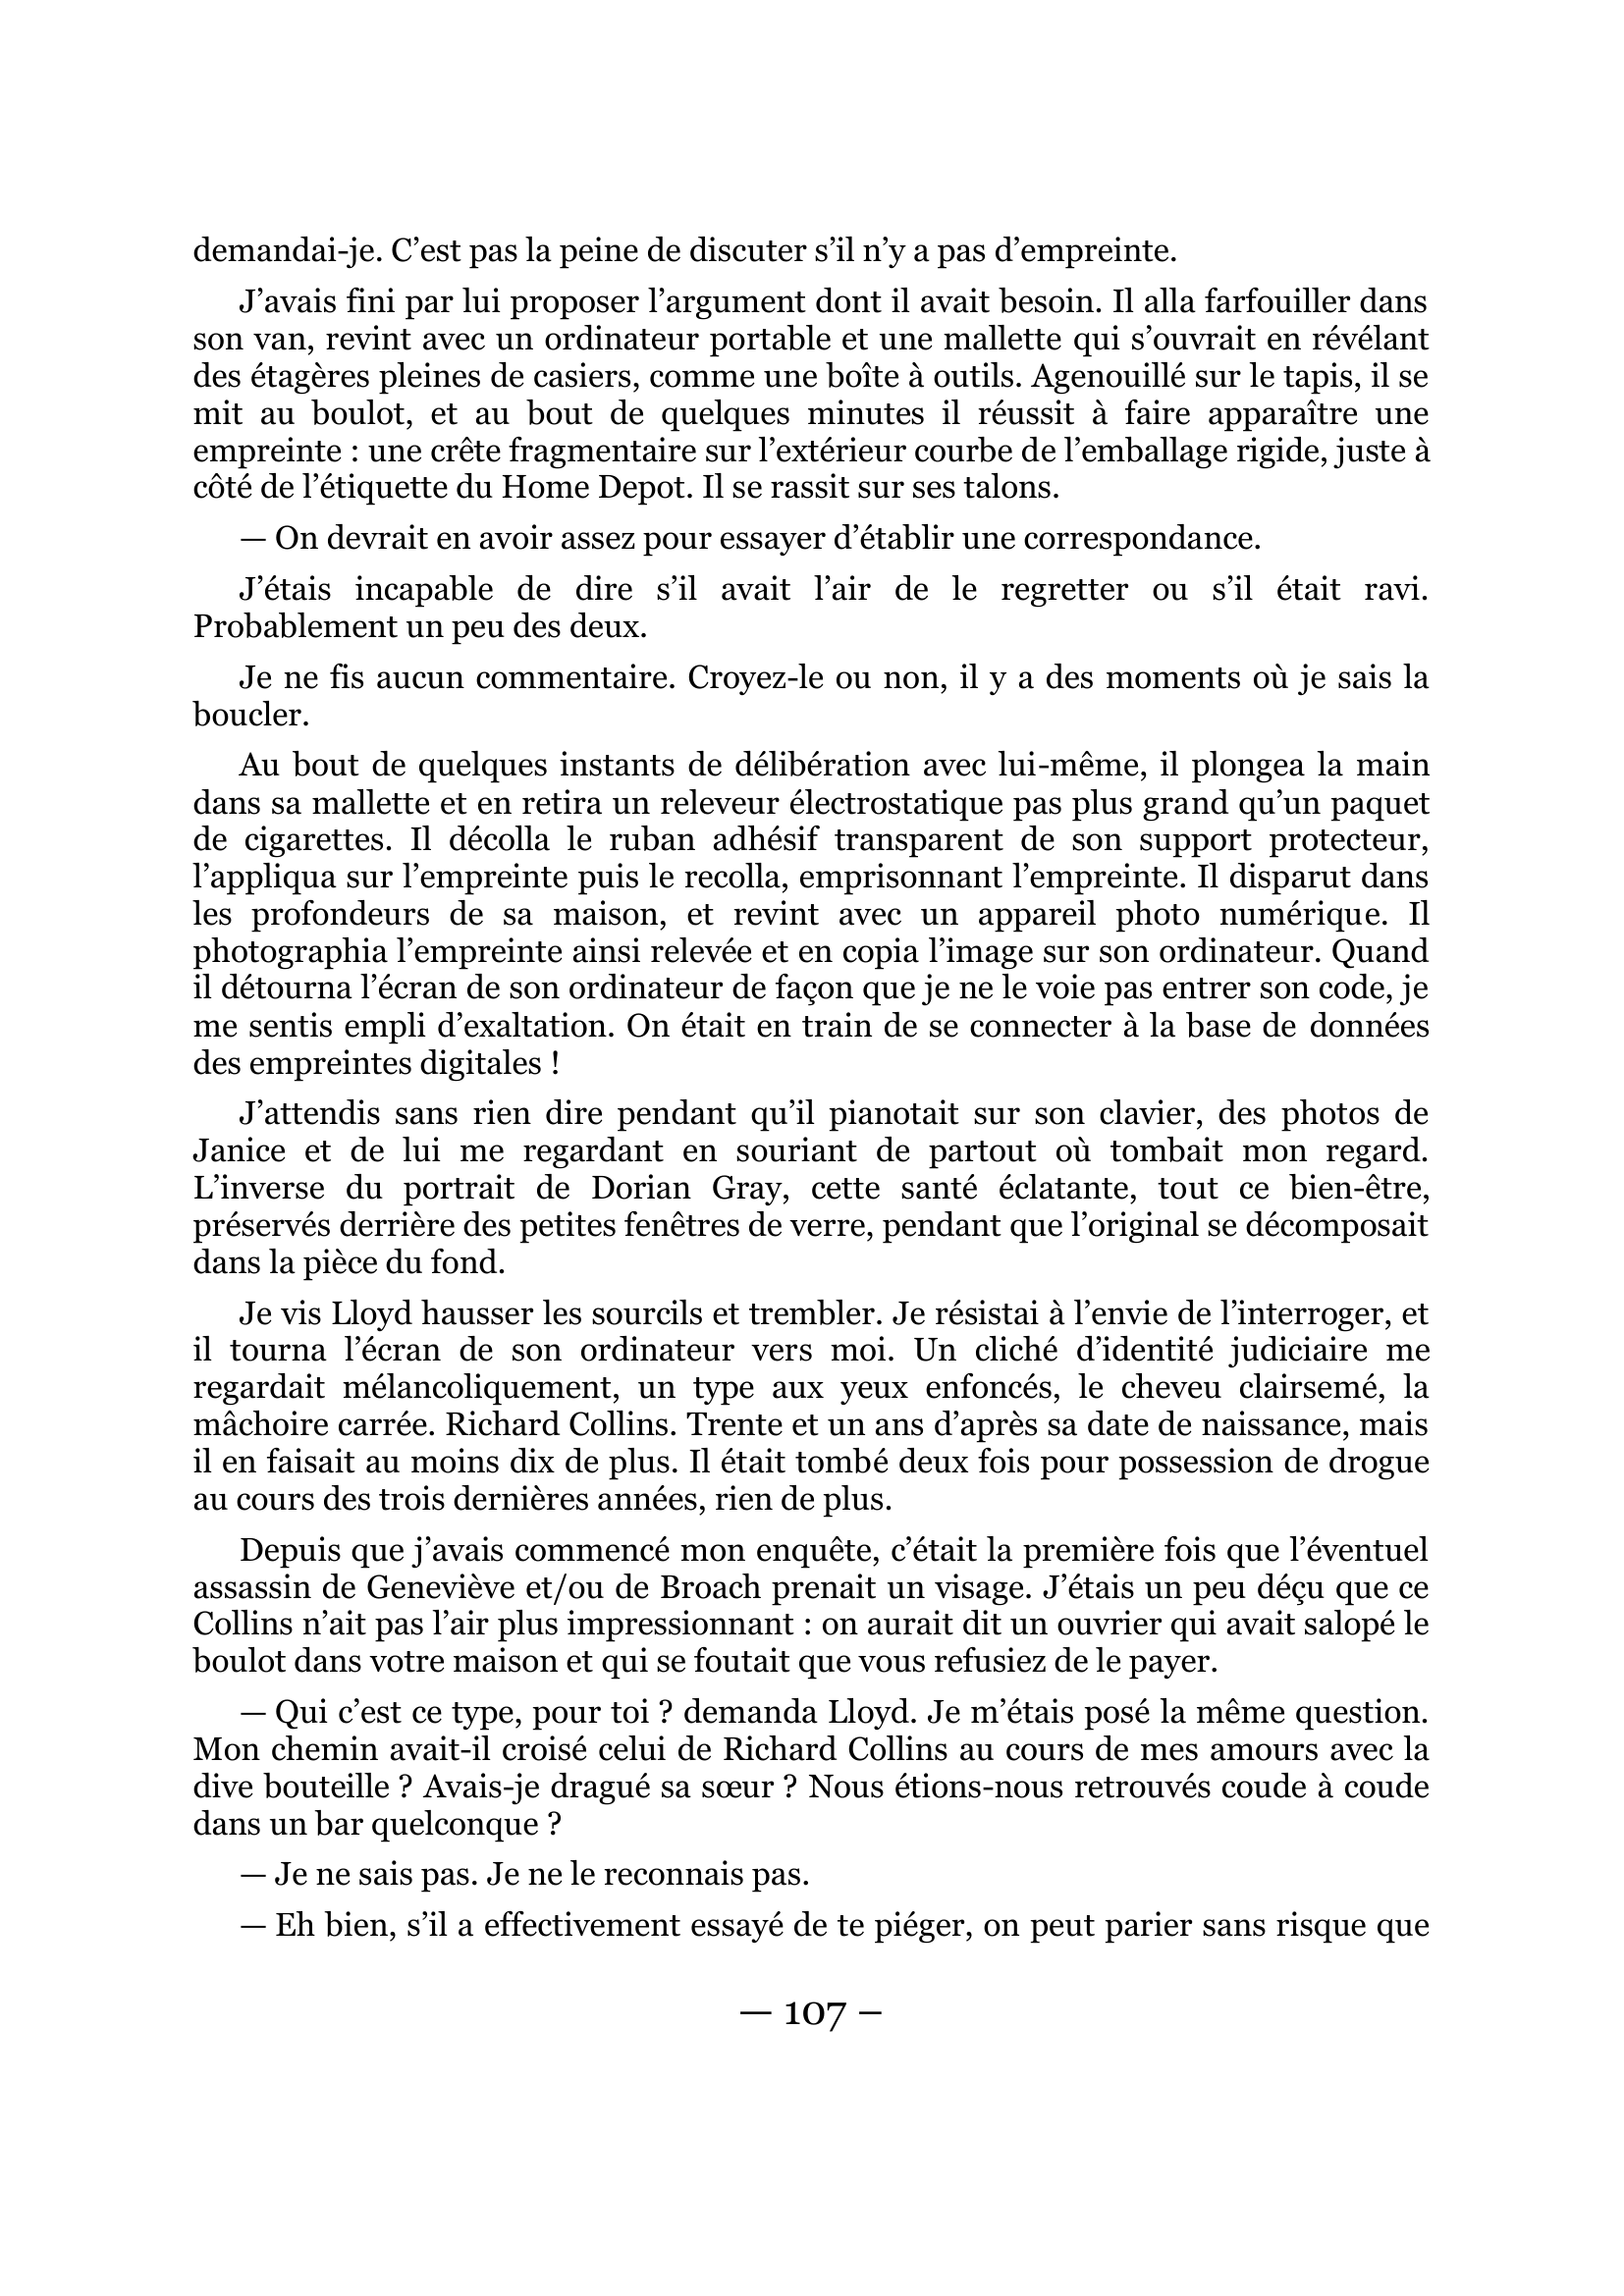 demandai-je. C’est pas la peine de discuter s’il n’y a pas d’empreinte.
J’avais fini par lui proposer l’argument dont il avait besoin. Il alla farfouiller dans
son van, revint avec un ordinateur portable et une mallette qui s’ouvrait en révélant
des étagères pleines de casiers, comme une boîte à outils. Agenouillé sur le tapis, il se
mit au boulot, et au bout de quelques minutes il réussit à faire apparaître une
empreinte : une crête fragmentaire sur l’extérieur courbe de l’emballage rigide, juste à
côté de l’étiquette du Home Depot. Il se rassit sur ses talons.
— On devrait en avoir assez pour essayer d’établir une correspondance.
J’étais incapable de dire s’il avait l’air de le regretter ou s’il était ravi.
Probablement un peu des deux.
Je ne fis aucun commentaire. Croyez-le ou non, il y a des moments où je sais la
boucler.
Au bout de quelques instants de délibération avec lui-même, il plongea la main
dans sa mallette et en retira un releveur électrostatique pas plus grand qu’un paquet
de cigarettes. Il décolla le ruban adhésif transparent de son support protecteur,
l’appliqua sur l’empreinte puis le recolla, emprisonnant l’empreinte. Il disparut dans
les profondeurs de sa maison, et revint avec un appareil photo numérique. Il
photographia l’empreinte ainsi relevée et en copia l’image sur son ordinateur. Quand
il détourna l’écran de son ordinateur de façon que je ne le voie pas entrer son code, je
me sentis empli d’exaltation. On était en train de se connecter à la base de données
des empreintes digitales !
J’attendis sans rien dire pendant qu’il pianotait sur son clavier, des photos de
Janice et de lui me regardant en souriant de partout où tombait mon regard.
L’inverse du portrait de Dorian Gray, cette santé éclatante, tout ce bien-être,
préservés derrière des petites fenêtres de verre, pendant que l’original se décomposait
dans la pièce du fond.
Je vis Lloyd hausser les sourcils et trembler. Je résistai à l’envie de l’interroger, et
il tourna l’écran de son ordinateur vers moi. Un cliché d’identité judiciaire me
regardait mélancoliquement, un type aux yeux enfoncés, le cheveu clairsemé, la
mâchoire carrée. Richard Collins. Trente et un ans d’après sa date de naissance, mais
il en faisait au moins dix de plus. Il était tombé deux fois pour possession de drogue
au cours des trois dernières années, rien de plus.
Depuis que j’avais commencé mon enquête, c’était la première fois que l’éventuel
assassin de Geneviève et/ou de Broach prenait un visage. J’étais un peu déçu que ce
Collins n’ait pas l’air plus impressionnant : on aurait dit un ouvrier qui avait salopé le
boulot dans votre maison et qui se foutait que vous refusiez de le payer.
— Qui c’est ce type, pour toi ? demanda Lloyd. Je m’étais posé la même question.
Mon chemin avait-il croisé celui de Richard Collins au cours de mes amours avec la
dive bouteille ? Avais-je dragué sa sœur ? Nous étions-nous retrouvés coude à coude
dans un bar quelconque ?
— Je ne sais pas. Je ne le reconnais pas.
— Eh bien, s’il a effectivement essayé de te piéger, on peut parier sans risque que
— 107 –